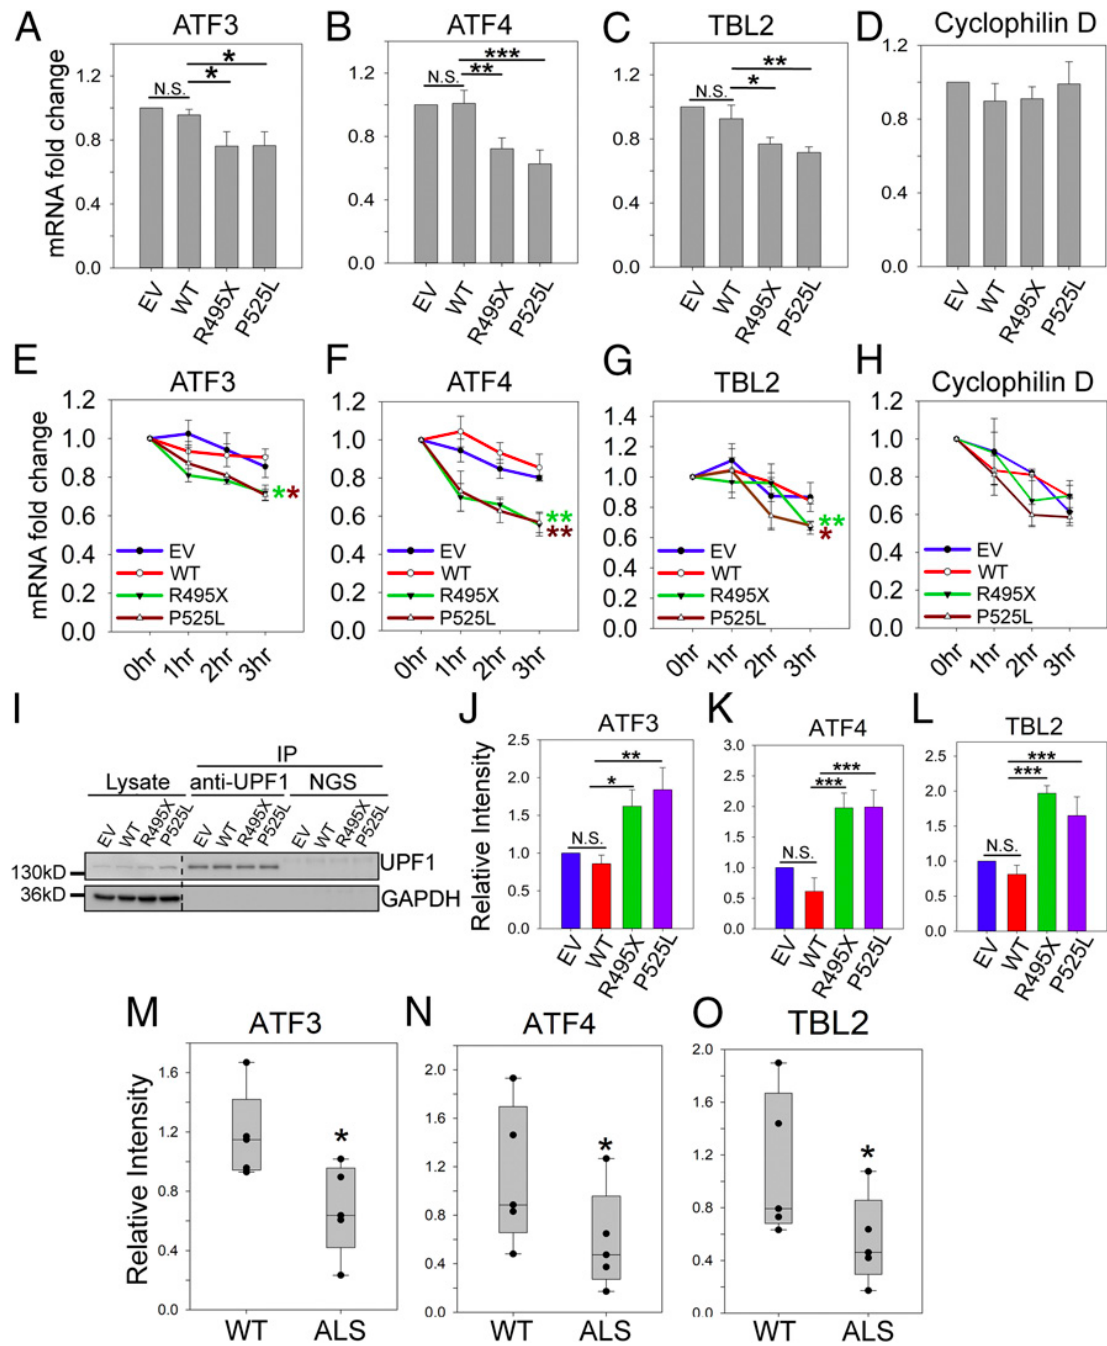 A ATF3 B ATF4 C TBL2 D Cyclophilin D
mRNA fold change
1.2 0.8 0.4 0.0
N.S. * *
EV WT R495X P525L
1.2 0.8 0.4 0.0
N.S. ** ***
EV WT R495X P525L
1.2 0.8 0.4 0.0
N.S. * **
EV WT R495X P525L
1.2 0.8 0.4 0.0
EV WT R495X P525L
E ATF3 F ATF4 G TBL2 H Cyclophilin D
mRNA fold change
1.2 1.0 0.8 0.6 0.4 0.2 0.0
**
EV
WT
R495X
P525L
0hr 1hr 2hr 3hr
1.2 1.0 0.8 0.6 0.4 0.2 0.0
**
**
EV
WT
R495X
P525L
0hr 1hr 2hr 3hr
1.4 1.2 1.0 0.8 0.6 0.4 0.2 0.0
**
*
EV
WT
R495X
P525L
0hr 1hr 2hr 3hr
1.2 1.0 0.8 0.6 0.4 0.2 0.0
EV
WT
R495X
P525L
0hr 1hr 2hr 3hr
I
IP
Lysate anti-UPF1 NGS
EV WT R495X P525L EV WT R495X P525L EV WT R495X P525L
130kD UPF1
36kD GAPDH
J ATF3 K ATF4 L TBL2
Relative Intensity
2.5 2.0 1.5 1.0 0.5 0.0
N.S. * **
EV WT R495X P525L
3.0 2.5 2.0 1.5 1.0 0.5 0.0
N.S. *** ***
EV WT R495X P525L
2.5 2.0 1.5 1.0 0.5 0.0
N.S. *** ***
EV WT R495X P525L
M ATF3 N ATF4 O TBL2
Relative Intensity
1.6 1.2 0.8 0.4 0.0
*
WT ALS
2.0 1.6 1.2 0.8 0.4 0.0
*
WT ALS
2.0 1.6 1.2 0.8 0.4 0.0
*
WT ALS